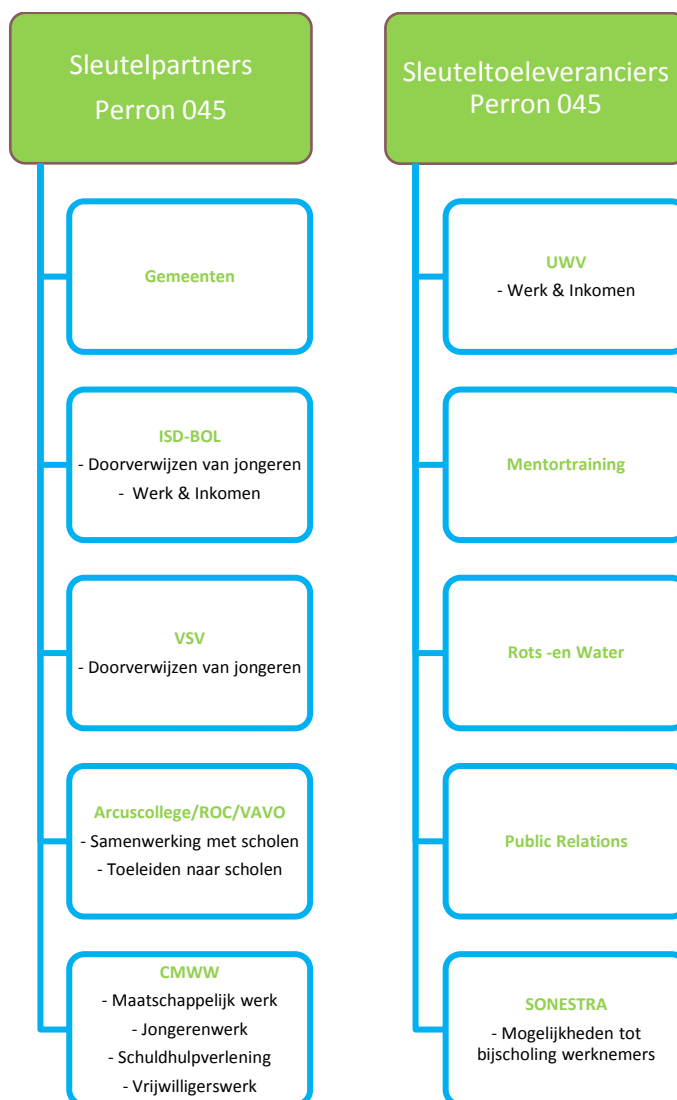 Sleutelpartners
Perron 045
Gemeenten
ISD-BOL
- Doorverwijzen van jongeren
- Werk & Inkomen
VSV
- Doorverwijzen van jongeren
Arcuscollege/ROC/VAVO
- Samenwerking met scholen
- Toeleiden naar scholen
CMWW
- Maatschappelijk werk
- Jongerenwerk
- Schuldhulpverlening
- Vrijwilligerswerk
Sleuteltoeleveranciers
Perron 045
UWV
- Werk & Inkomen
Mentortraining
Rots -en Water
Public Relations
SONESTRA
- Mogelijkheden tot
bijscholing werknemers